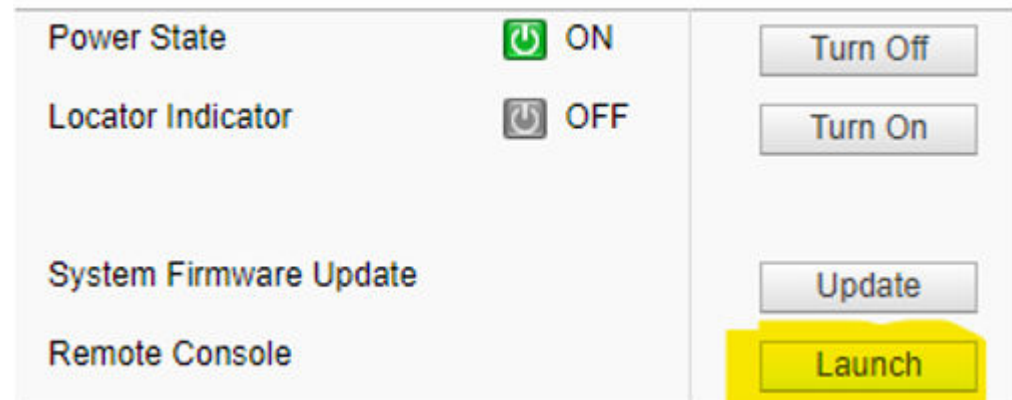 Power State ON Turn Off
Locator Indicator OFF Turn On
System Firmware Update Update
Remote Console Launch